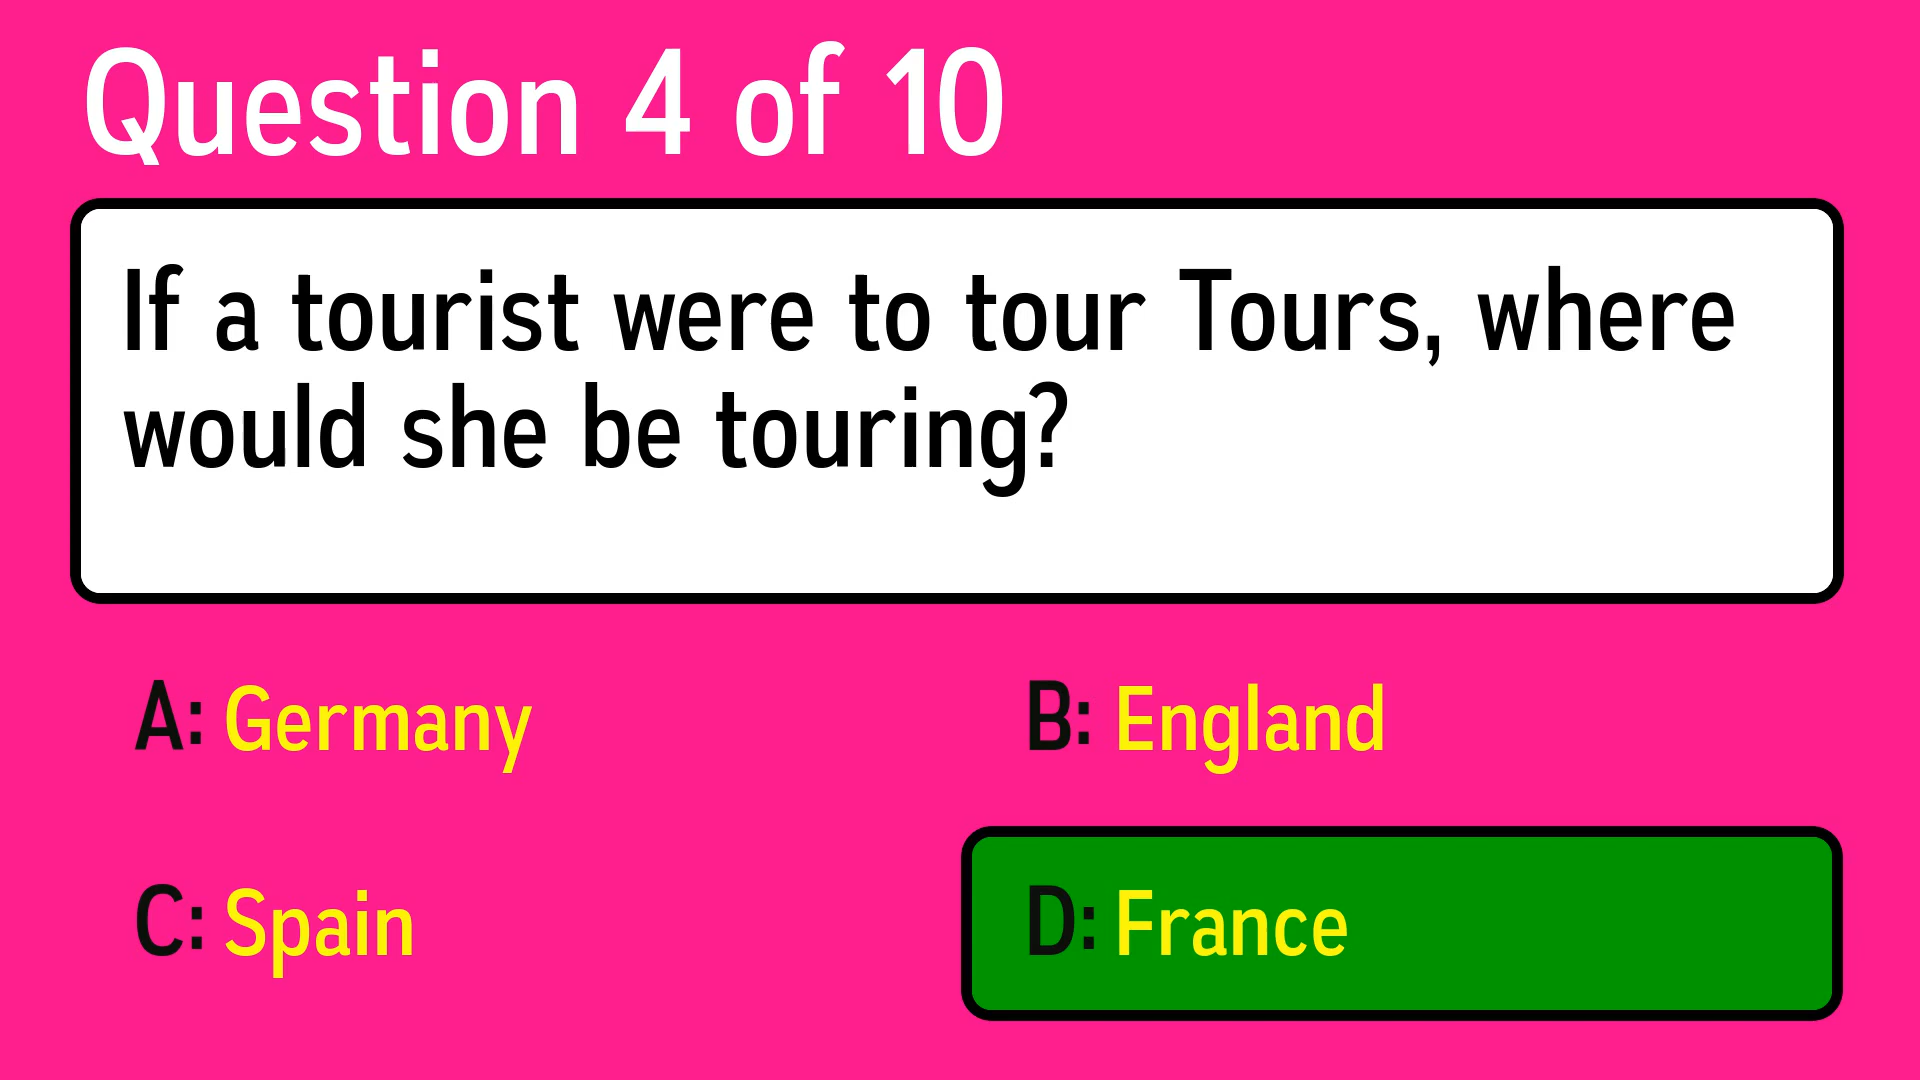 Question 4 of 10
If a tourist were to tour Tours, where
would she be touring?
A: Germany
B: England
C: Spain
D: France